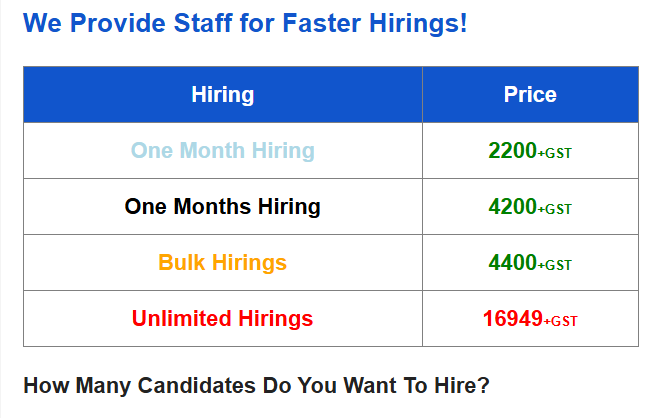 We Provide Staff for Faster Hirings!
Hiring Price
One Month Hiring 2200+GST
One Months Hiring 4200+GST
Bulk Hirings 4400+GST
Unlimited Hirings 16949+GST
How Many Candidates Do You Want To Hire?